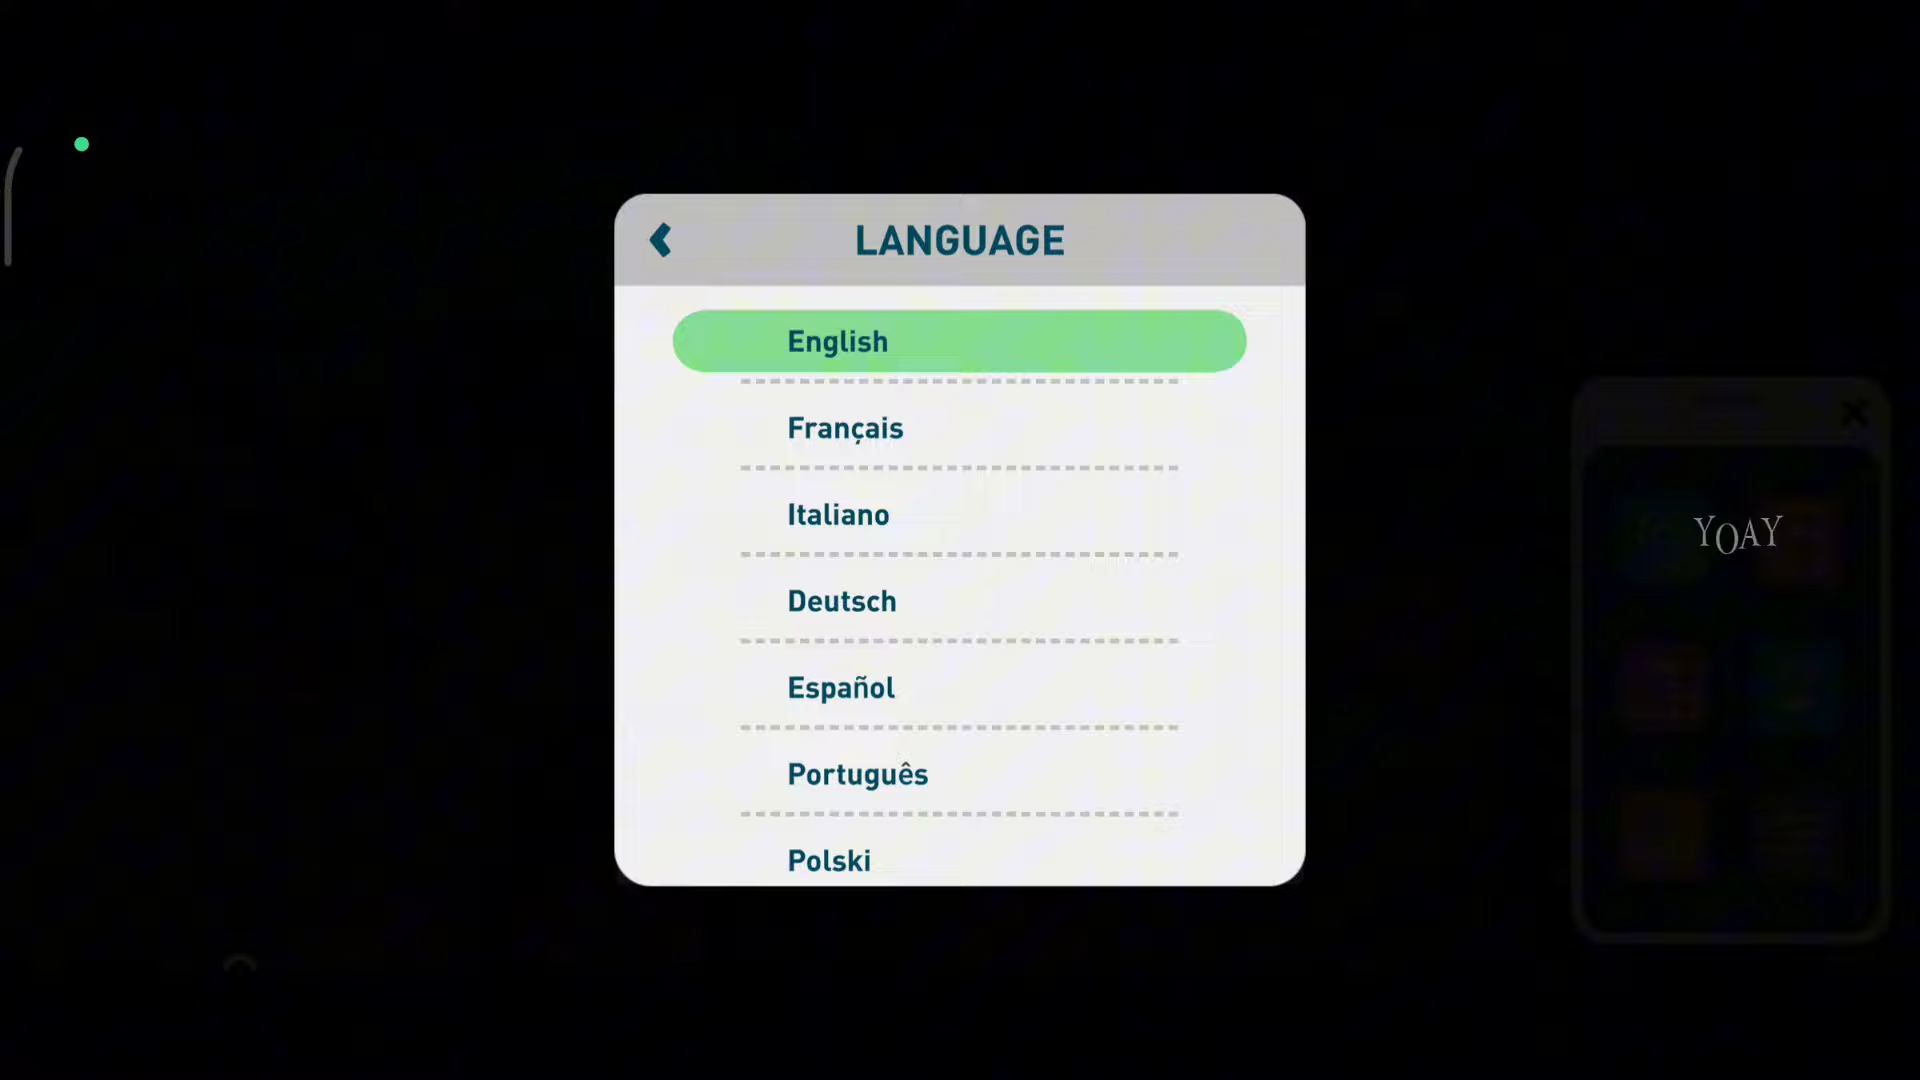 LANGUAGE
English
Français
Italiano
Deutsch
Español
Português
Polski
YOAY